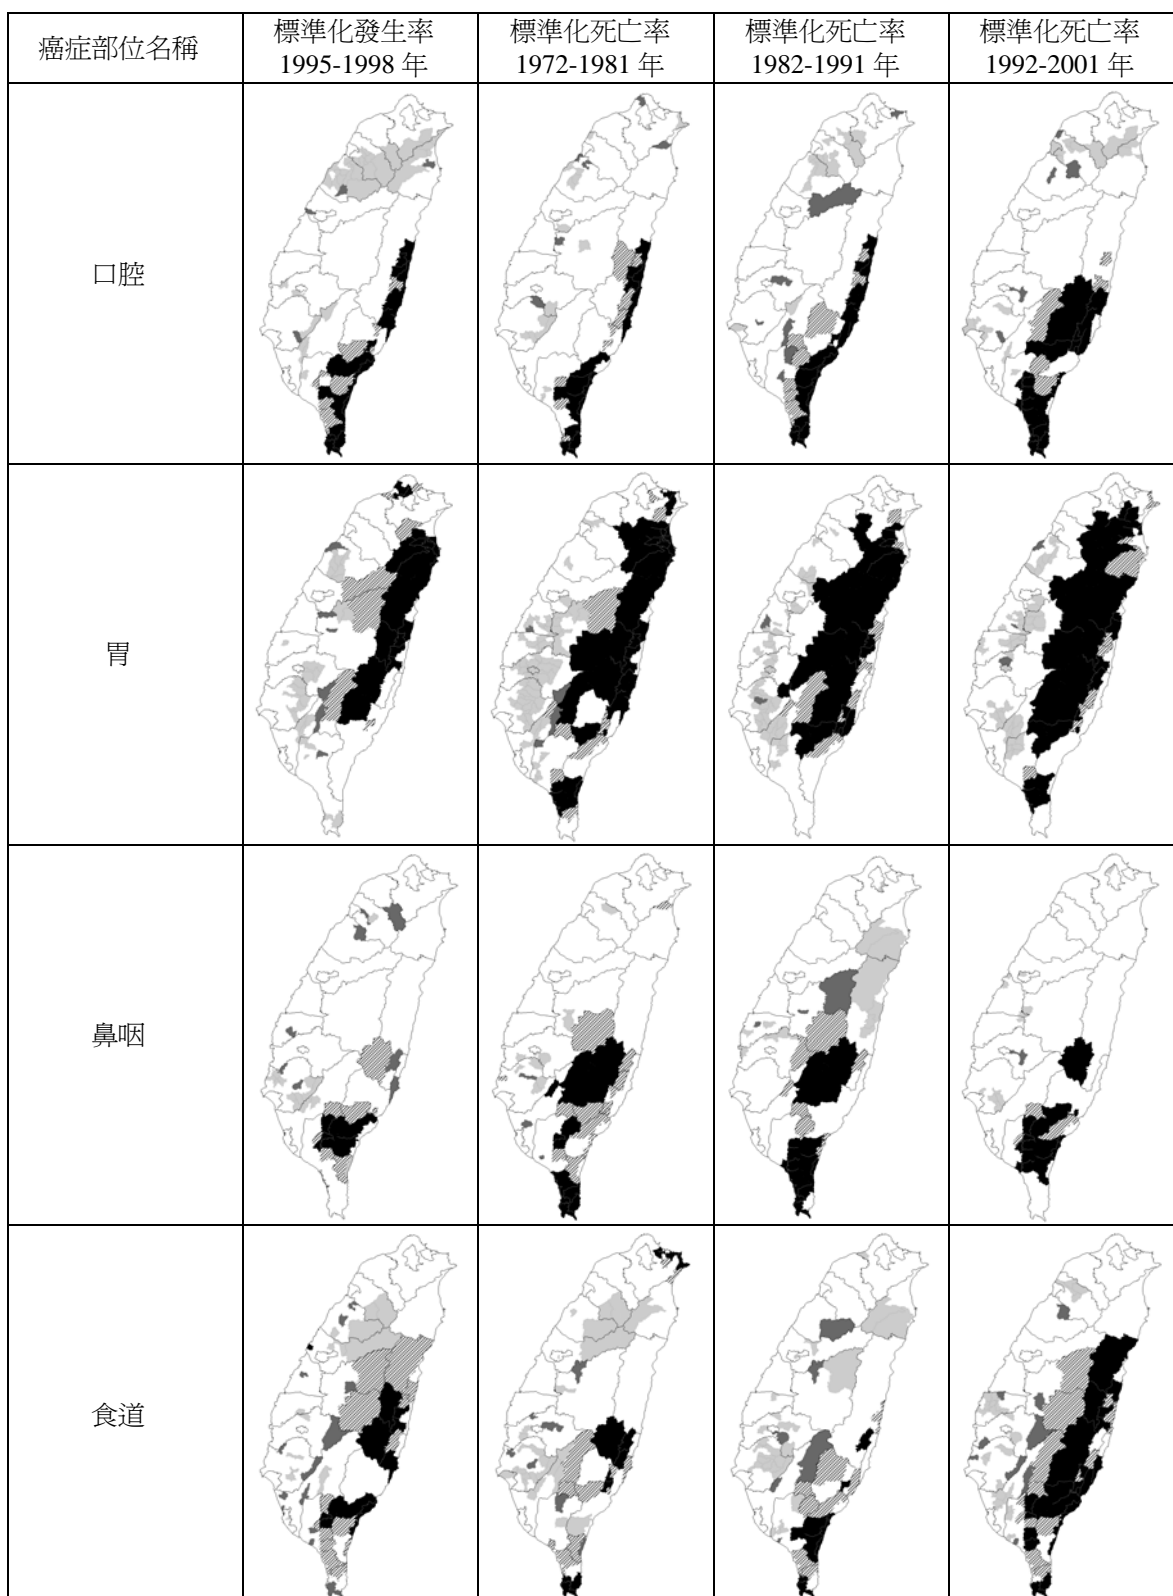 癌症部位名稱
標準化發生率
1995-1998 年
標準化死亡率
1972-1981 年
標準化死亡率
1982-1991 年
標準化死亡率
1992-2001 年
口腔
胃
鼻咽
食道